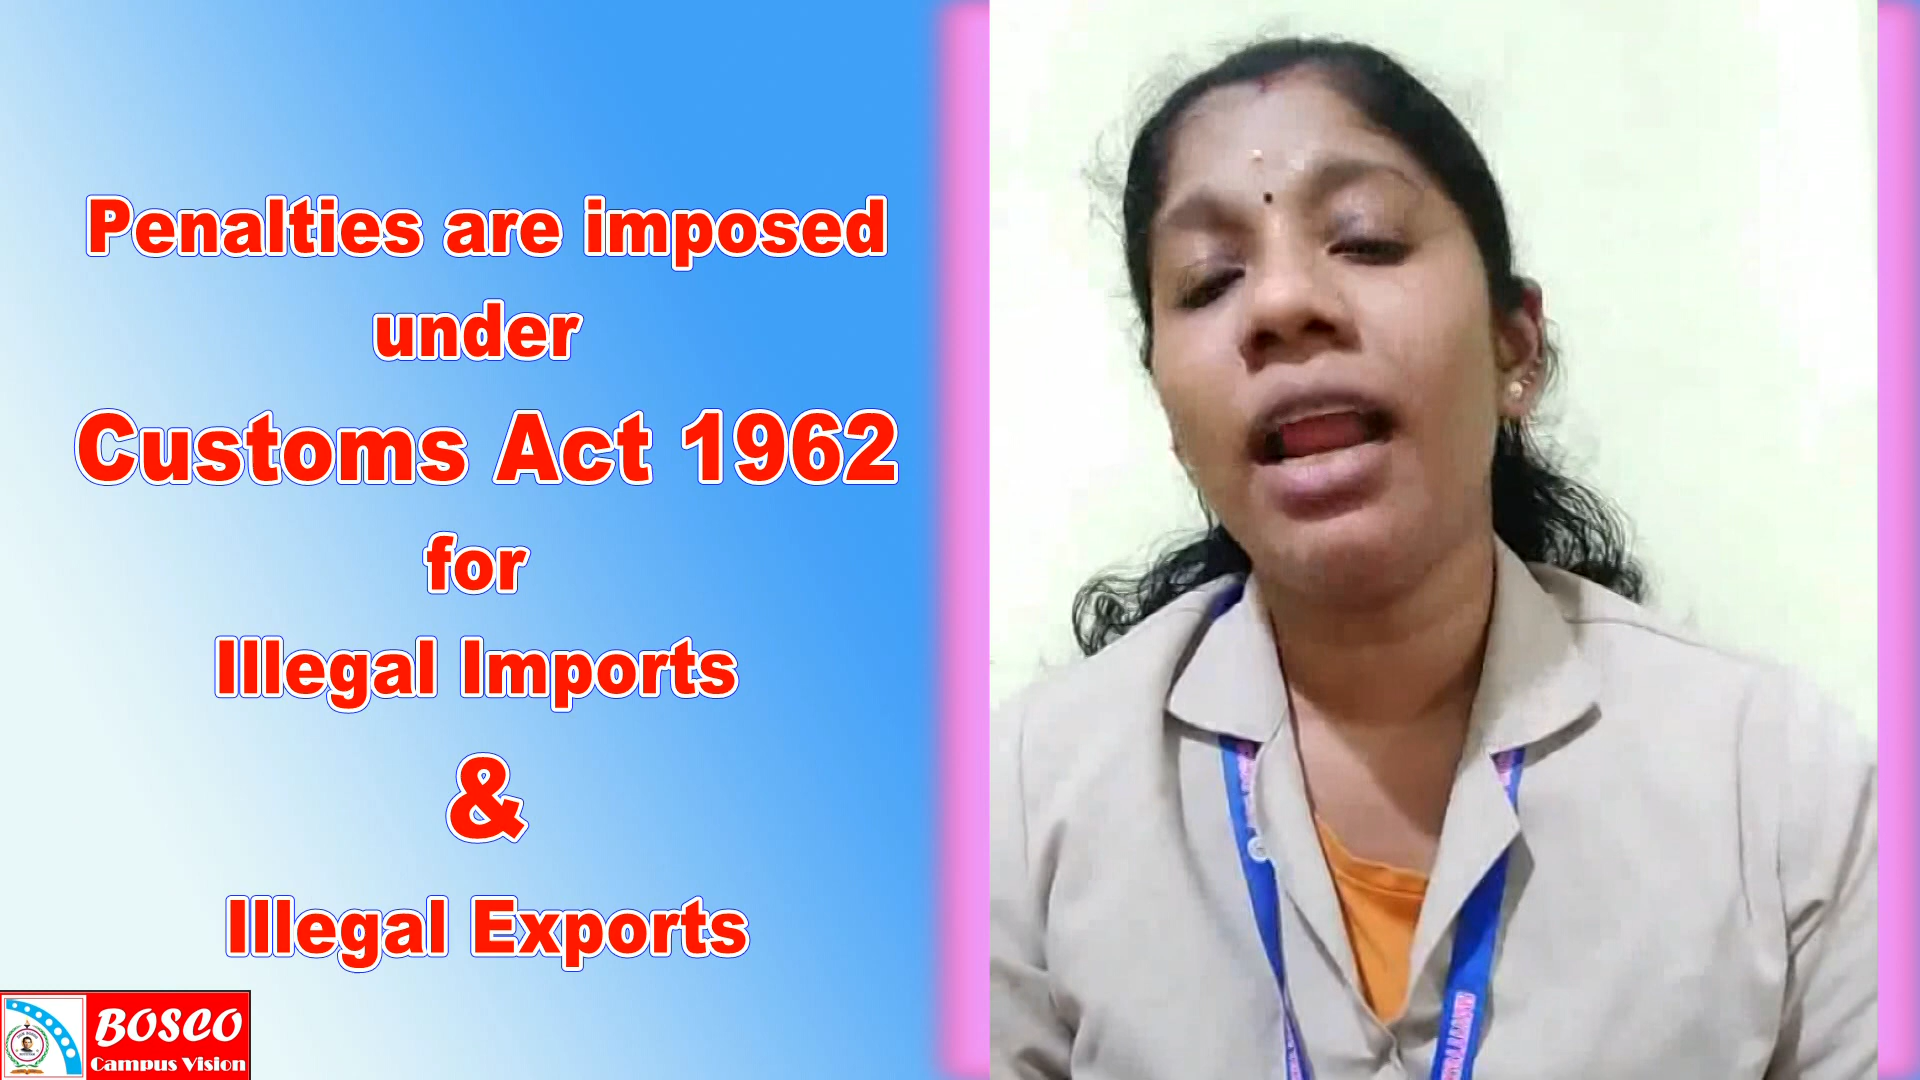 Penalties are imposed
under
Customs Act 1962
for
Illegal Imports
&
Illegal Exports
BOSCO
Campus Vision